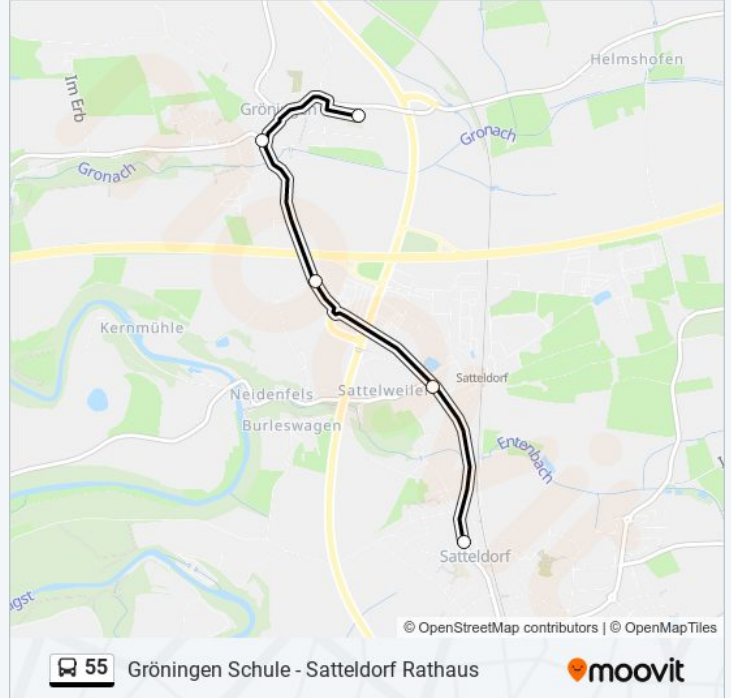 Helmshofen
Im Erb
Gröningen
Gronach
Gronach
Kernmühle
Satteldorf
Neidenfels
Sattelweiler
Burleswagen
Entenbach
Satteldorf
© OpenStreetMap contributors | © OpenMapTiles
55 Gröningen Schule - Satteldorf Rathaus
moovit